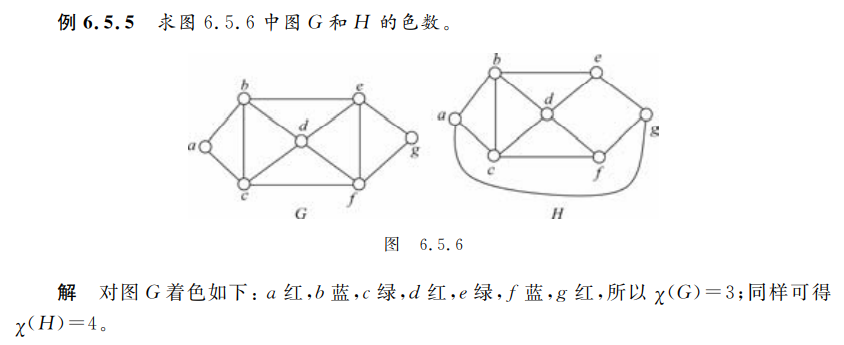 例 6.5.5 求图 6.5.6 中图 G 和 H 的色数。
b e
d
a
g
c f
G
b e
d
a
g
c f
H
图 6.5.6
解 对图 G 着色如下: a 红,b 蓝,c 绿,d 红,e 绿,f 蓝,g 红,所以 χ(G)=3;同样可得
χ(H)=4。